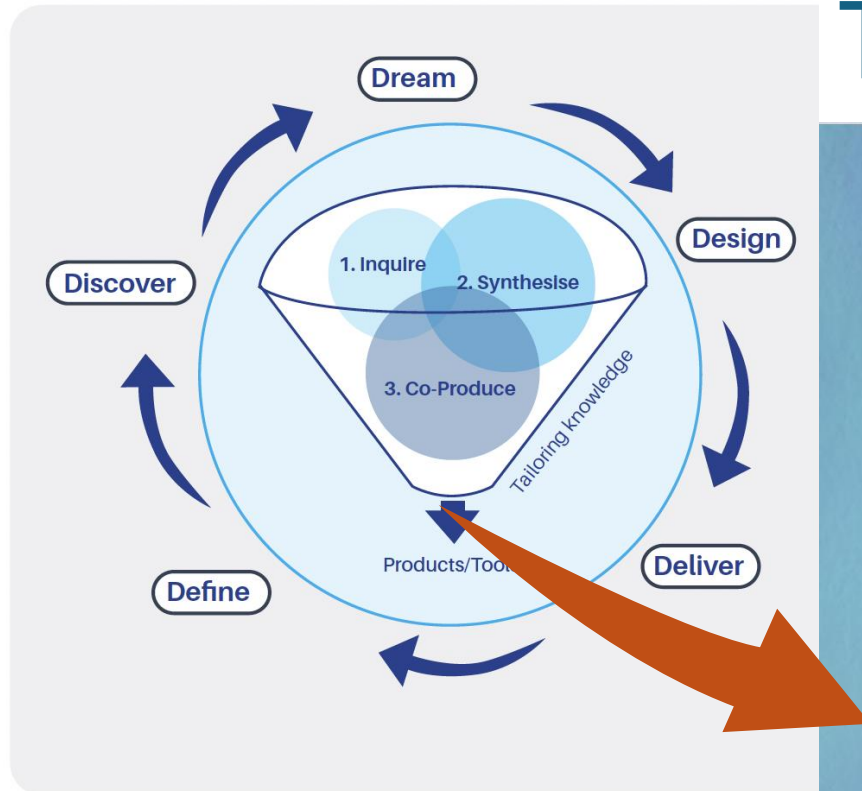 Dream
Design
Discover
1. Inquire
2. Synthesise
3. Co-Produce
Tailoring knowledge
Deliver
Define